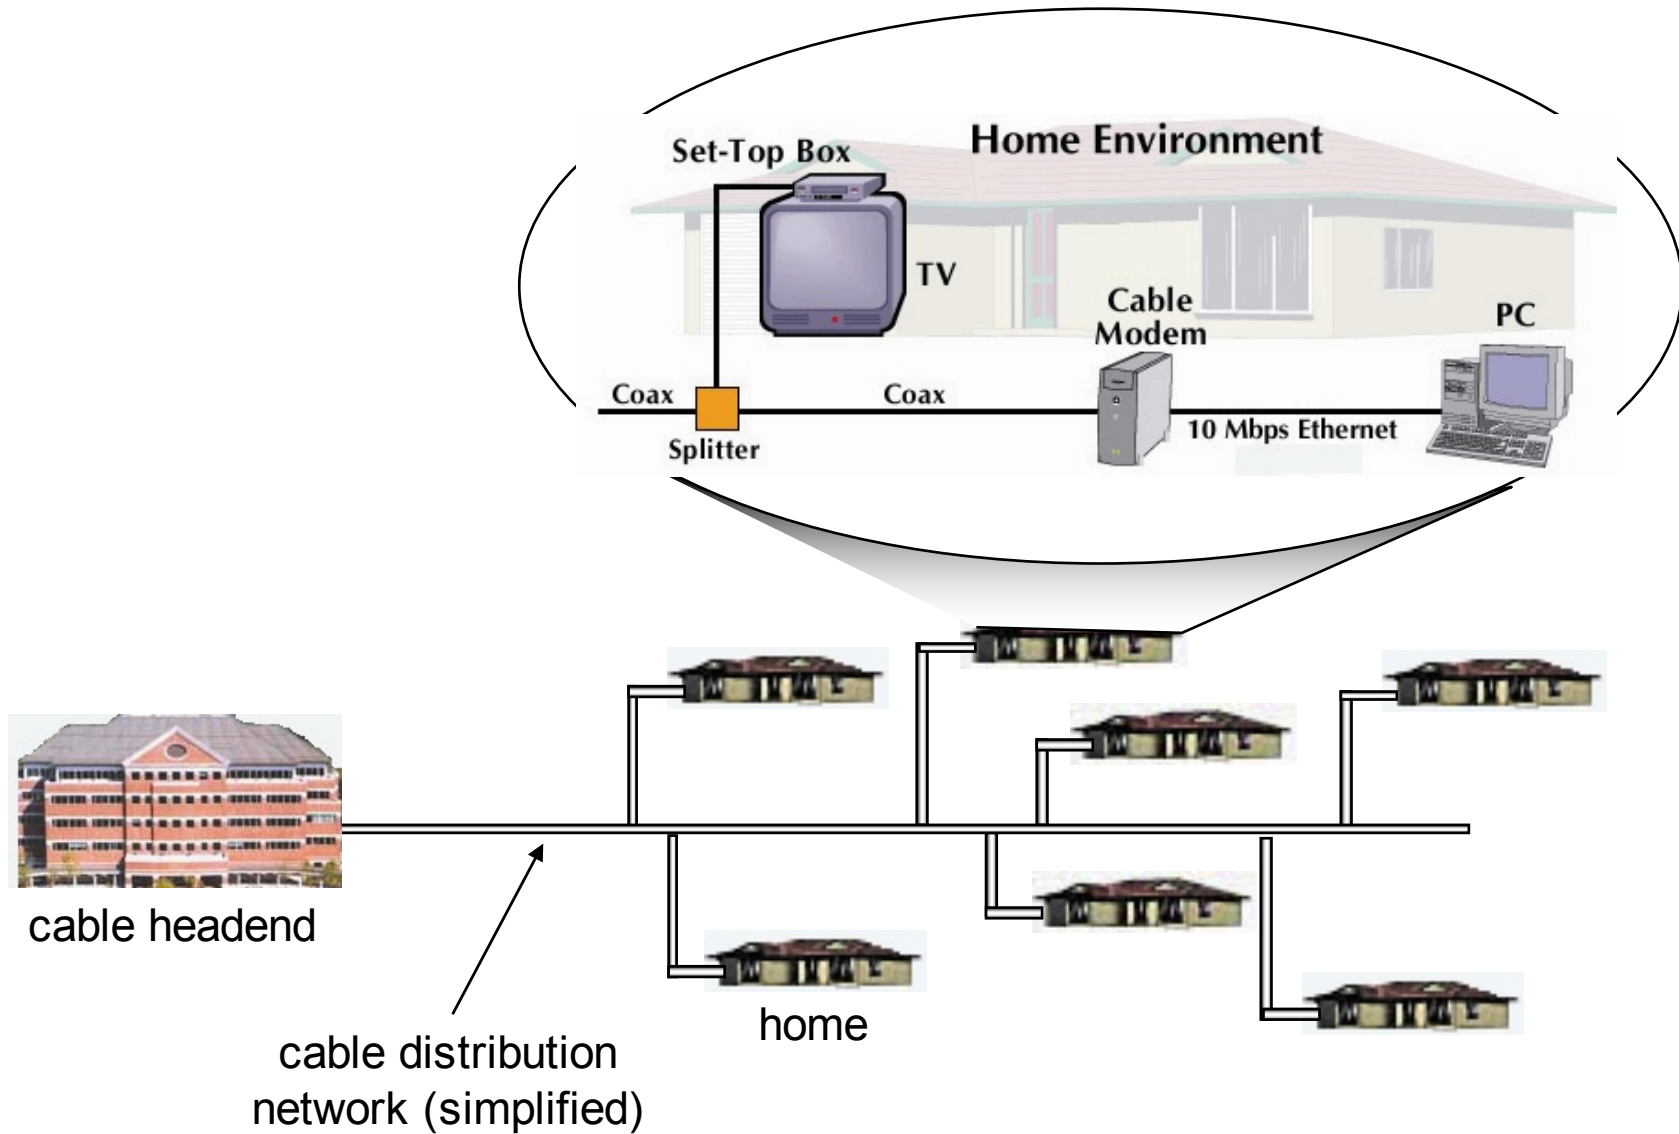 Home Environment
Set-Top Box
TV
Cable
Modem
PC
Coax
Coax
10 Mbps Ethernet
Splitter
cable headend
home
cable distribution
network (simplified)